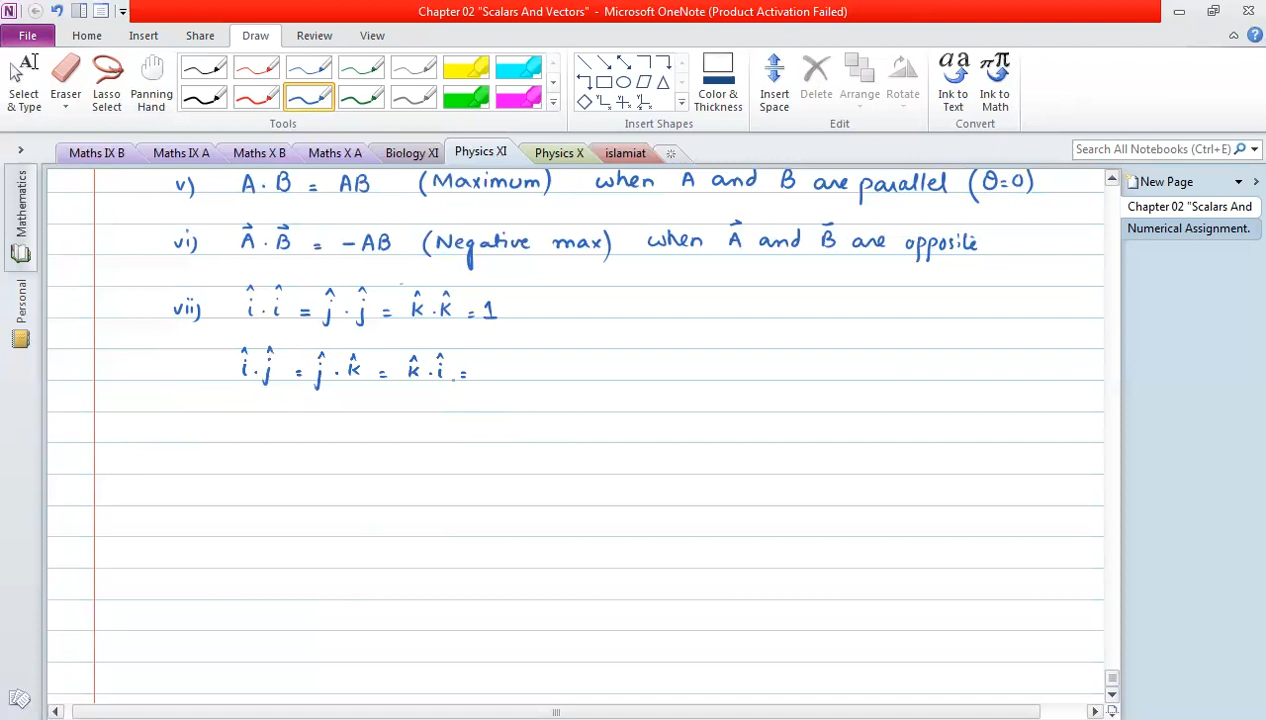 Chapter 02 "Scalars And Vectors" - Microsoft OneNote (Product Activation Failed)
File Home Insert Share Draw Review View
Select & Type Eraser Lasso Select Panning Hand Color & Thickness Insert Space Delete Arrange Rotate Ink to Text Ink to Math
Tools Insert Shapes Edit Convert
Maths IX B Maths IX A Maths X B Maths X A Biology XI Physics XI Physics X islamiat Search All Notebooks (Ctrl+E)
New Page
Chapter 02 "Scalars And
Numerical Assignment.
Mathematics
Personal
v) A · B = AB (Maximum) when A and B are parallel (θ=0)
vi) A⃗ · B⃗ = -AB (Negative max) when A⃗ and B⃗ are opposite
vii) î · î = ĵ · ĵ = k̂ · k̂ = 1
î · ĵ = ĵ · k̂ = k̂ · î =